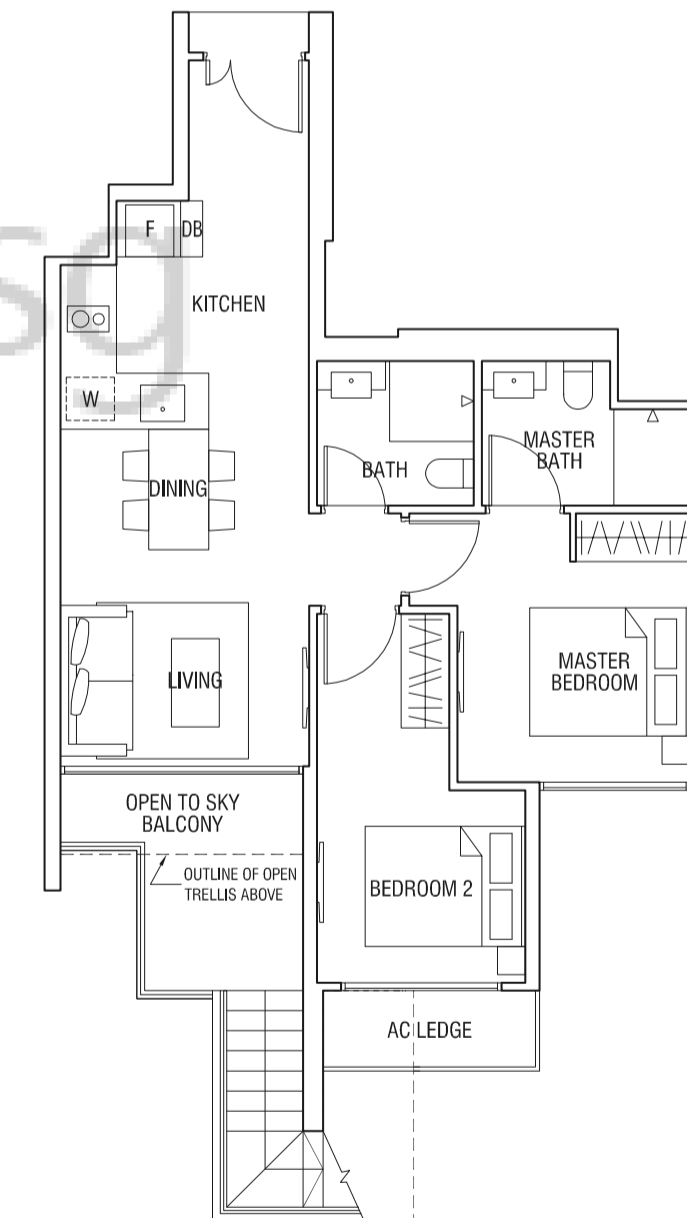 F
DB
sg
KITCHEN
W
BATH
MASTER
BATH
DINING
LIVING
MASTER
BEDROOM
OPEN TO SKY
BALCONY
OUTLINE OF OPEN
TRELLIS ABOVE
BEDROOM 2
AC LEDGE